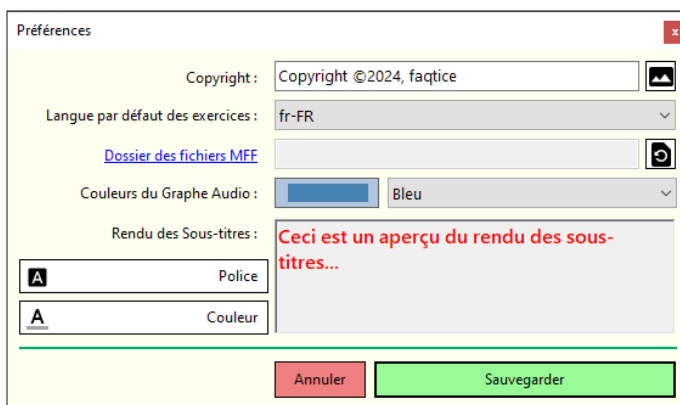 Préférences
x
Copyright :
Copyright ©2024, faqtice
Langue par défaut des exercices :
fr-FR
Dossier des fichiers MFF
Couleurs du Graphe Audio :
Bleu
Rendu des Sous-titres :
Ceci est un aperçu du rendu des sous-
titres...
A
Police
A
Couleur
Annuler
Sauvegarder